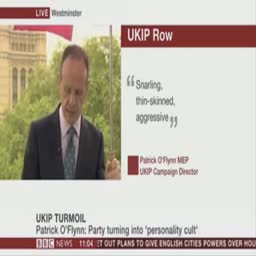 LIVE Westminster
UKIP Row
“Snarling,
thin-skinned,
aggressive”
Patrick O'Flynn MEP
UKIP Campaign Director
UKIP TURMOIL
Patrick O'Flynn: Party turning into 'personality cult'
BBC NEWS 11:04 ET OUT PLANS TO GIVE ENGLISH CITIES POWERS OVER HOU